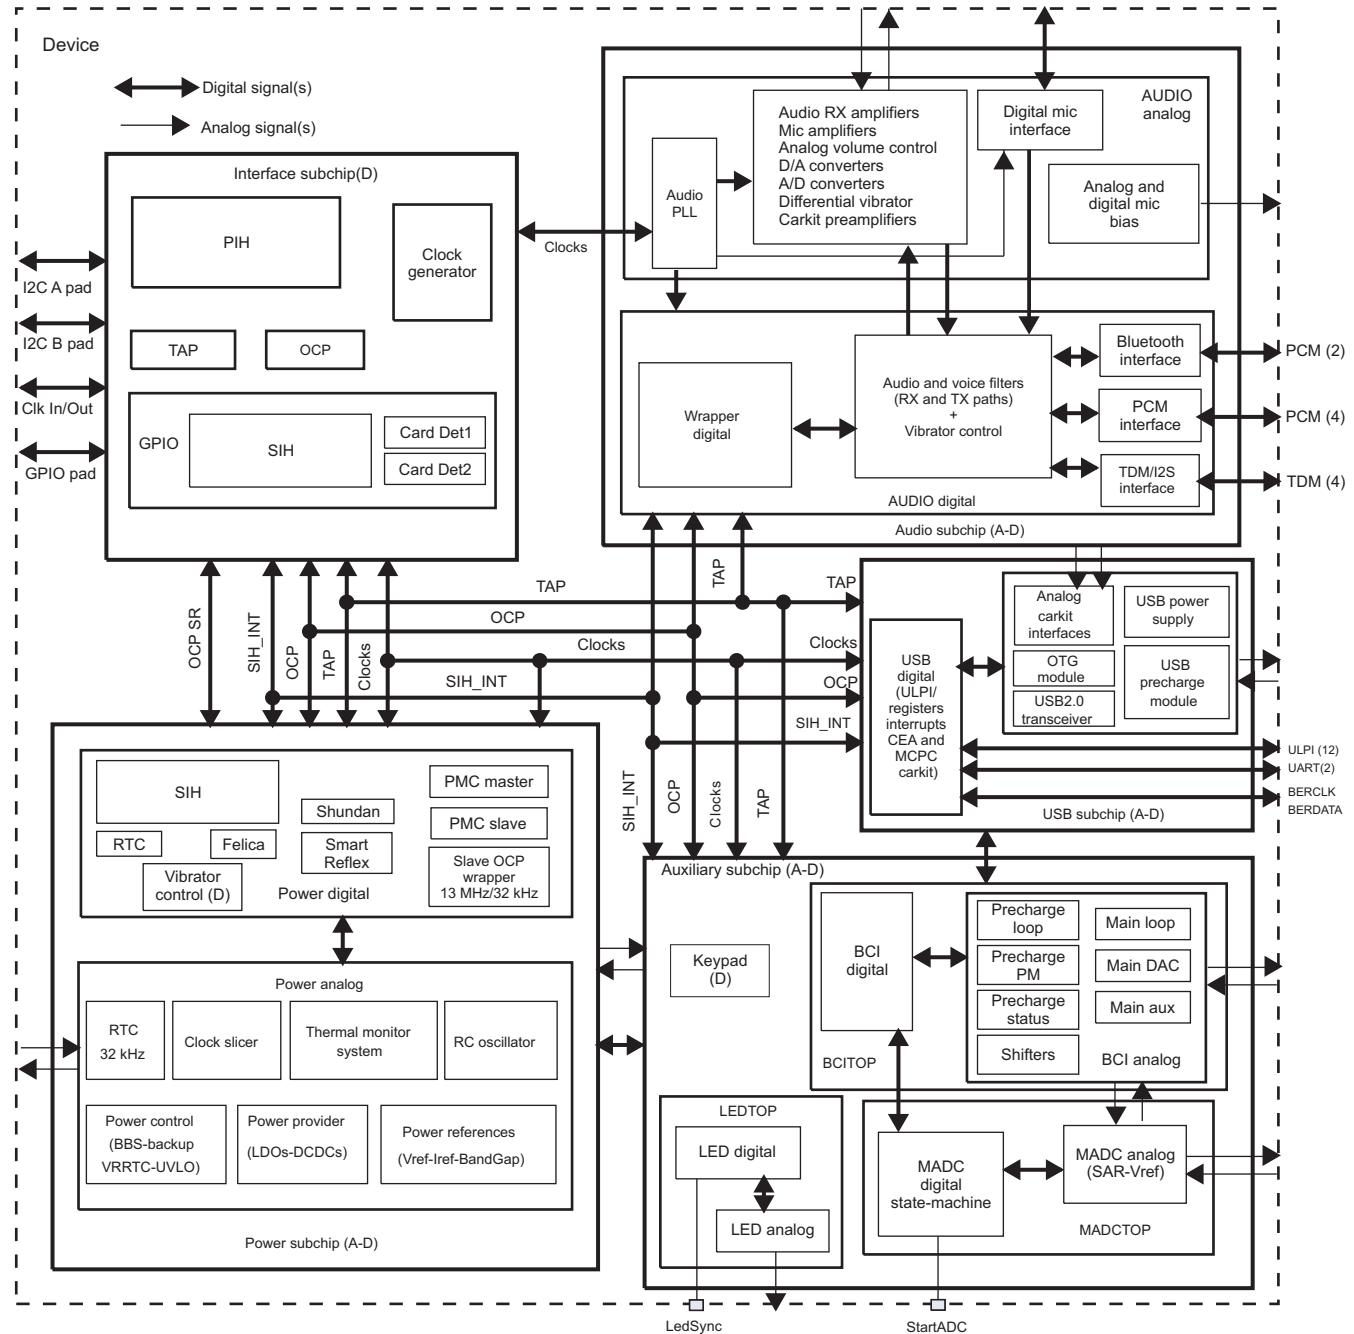 Device
Digital signal(s)
Analog signal(s)
Interface subchip(D)
PIH
Clock
generator
TAP
OCP
GPIO
SIH
Card Det1
Card Det2
I2C A pad
I2C B pad
Clk In/Out
GPIO pad
Clocks
AUDIO
analog
Audio
PLL
Audio RX amplifiers
Mic amplifiers
Analog volume control
D/A converters
A/D converters
Differential vibrator
Carkit preamplifiers
Digital mic
interface
Analog and
digital mic
bias
Wrapper
digital
Audio and voice filters
(RX and TX paths)
+
Vibrator control
Bluetooth
interface
PCM
interface
TDM/I2S
interface
AUDIO digital
Audio subchip (A-D)
PCM (2)
PCM (4)
TDM (4)
OCP SR
SIH_INT
OCP
TAP
Clocks
TAP
OCP
Clocks
SIH_INT
TAP
TAP
Clocks
OCP
SIH_INT
SIH_INT
OCP
Clocks
TAP
USB
digital
(ULPI/
registers
interrupts
CEA and
MCPC
carkit)
Analog
carkit
interfaces
OTG
module
USB2.0
transceiver
USB power
supply
USB
precharge
module
USB subchip (A-D)
ULPI (12)
UART(2)
BERCLK
BERDATA
SIH
RTC
Felica
Vibrator
control (D)
Shundan
Smart
Reflex
PMC master
PMC slave
Slave OCP
wrapper
13 MHz/32 kHz
Power digital
Power analog
RTC
32 kHz
Clock slicer
Thermal monitor
system
RC oscillator
Power control
(BBS-backup
VRRTC-UVLO)
Power provider
(LDOs-DCDCs)
Power references
(Vref-Iref-BandGap)
Power subchip (A-D)
Auxiliary subchip (A-D)
Keypad
(D)
BCI
digital
BCITOP
Precharge
loop
Precharge
PM
Precharge
status
Shifters
Main loop
Main DAC
Main aux
BCI analog
LEDTOP
LED digital
LED analog
MADC
digital
state-machine
MADC analog
(SAR-Vref)
MADCTOP
LedSync
StartADC